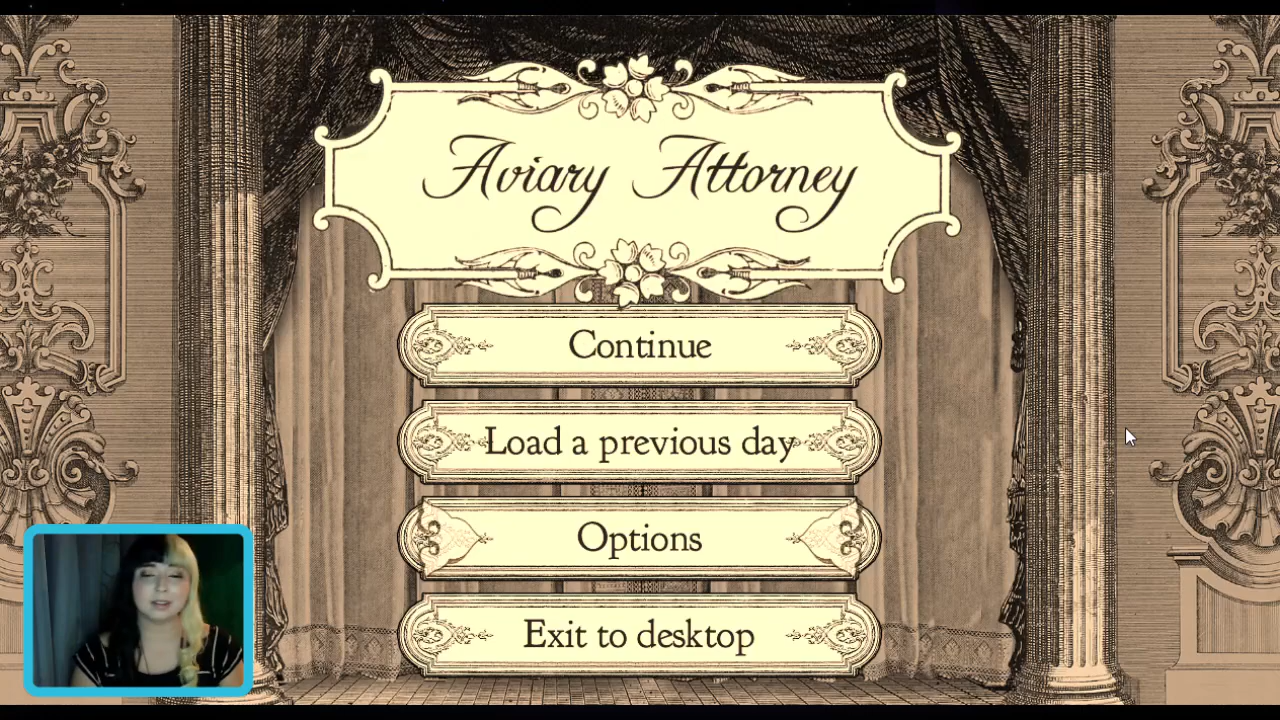 Aviary Attorney
Continue
Load a previous day
Options
Exit to desktop